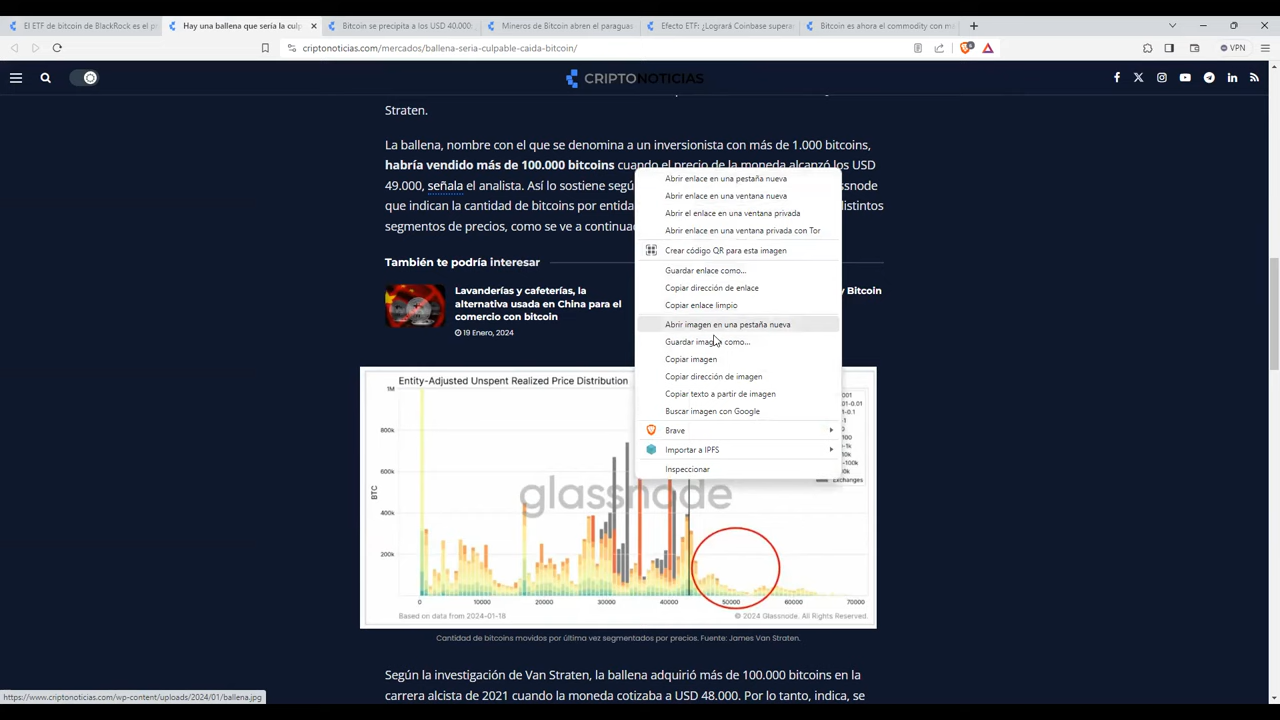 El ETF de bitcoin de BlackRock es el p
Hay una ballena que sería la culp
Bitcoin se precipita a los USD 40.000:
Mineros de Bitcoin abren el paraguas
Efecto ETF: ¿Logrará Coinbase supera
Bitcoin es ahora el commodity con m
criptonoticias.com/mercados/ballena-seria-culpable-caida-bitcoin/
VPN
CRIPTONOTICIAS
Straten.
La ballena, nombre con el que se denomina a un inversionista con más de 1.000 bitcoins,
habría vendido más de 100.000 bitcoins cuando el precio de la moneda alcanzó los USD
49.000, señala el analista. Así lo sostiene segú
assnode
que indican la cantidad de bitcoins por entida
distintos
segmentos de precios, como se ve a continua
También te podría interesar
Lavanderías y cafeterías, la
alternativa usada en China para el
comercio con bitcoin
19 Enero, 2024
y Bitcoin
Abrir enlace en una pestaña nueva
Abrir enlace en una ventana nueva
Abrir el enlace en una ventana privada
Abrir enlace en una ventana privada con Tor
Crear código QR para esta imagen
Guardar enlace como...
Copiar dirección de enlace
Copiar enlace limpio
Abrir imagen en una pestaña nueva
Guardar imagen como...
Copiar imagen
Copiar dirección de imagen
Copiar texto a partir de imagen
Buscar imagen con Google
Brave
Importar a IPFS
Inspeccionar
Entity-Adjusted Unspent Realized Price Distribution
1M
800k
600k
400k
200k
BTC
glassnode
001
-0.01
-0.1
Exchanges
0 10000 20000 30000 40000 50000 60000 70000
Based on data from 2024-01-18
© 2024 Glassnode. All Rights Reserved.
Cantidad de bitcoins movidos por última vez segmentados por precios. Fuente: James Van Straten.
Según la investigación de Van Straten, la ballena adquirió más de 100.000 bitcoins en la
carrera alcista de 2021 cuando la moneda cotizaba a USD 48.000. Por lo tanto, indica, se
https://www.criptonoticias.com/wp-content/uploads/2024/01/ballena.jpg